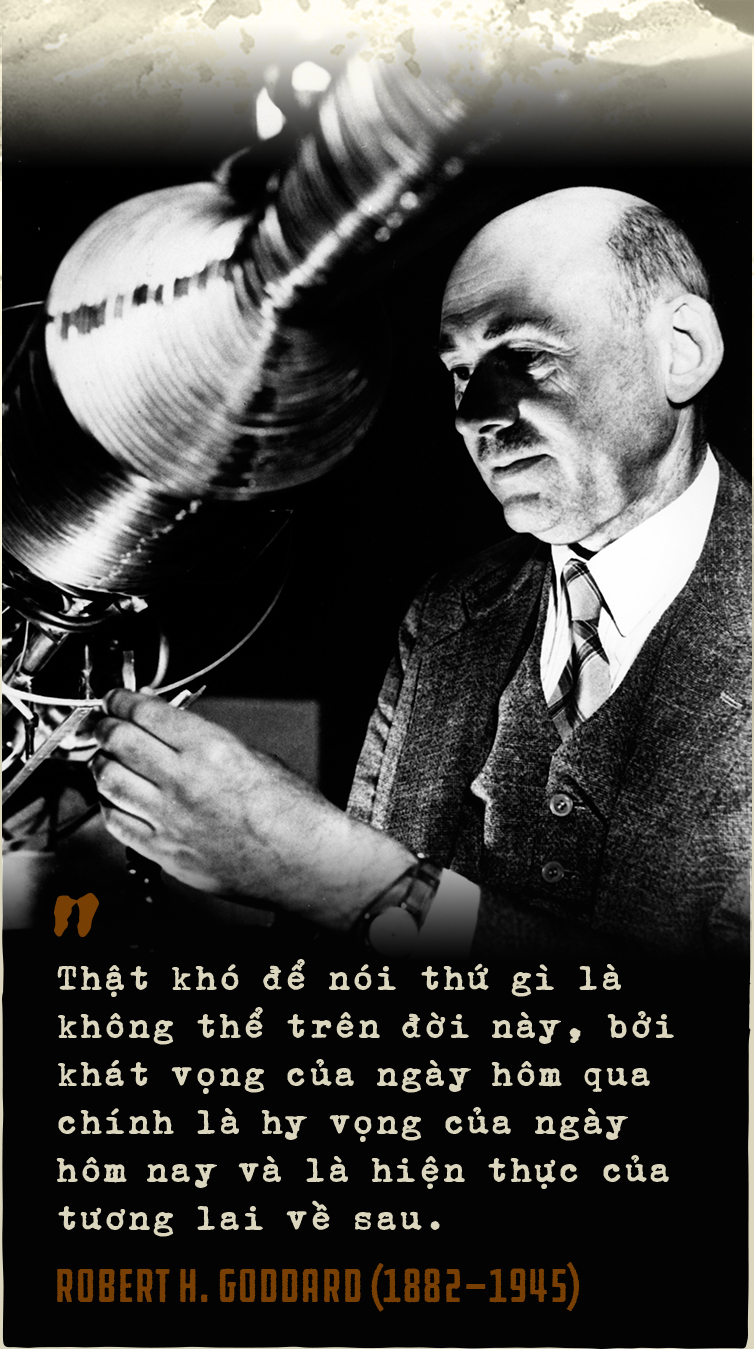 Thật khó để nói thứ gì là
không thể trên đời này, bởi
khát vọng của ngày hôm qua
chính là hy vọng của ngày
hôm nay và là hiện thực của
tương lai về sau.
ROBERT H. GODDARD (1882–1945)